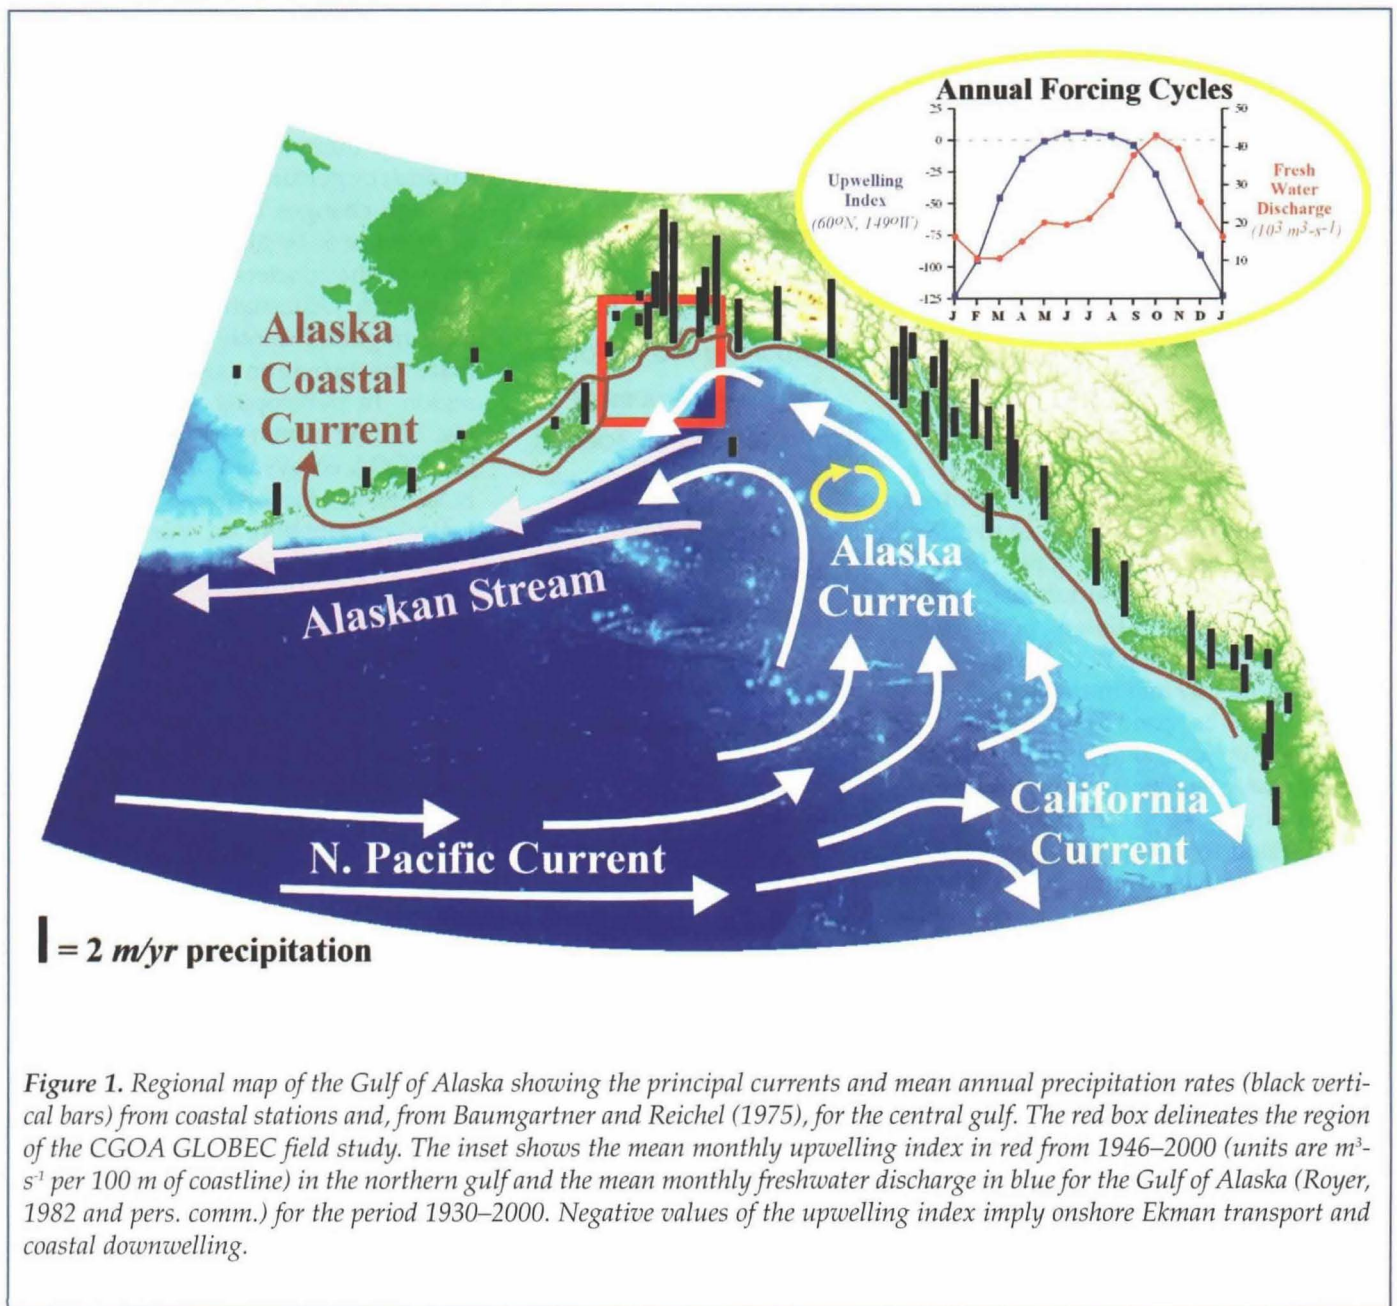 Annual Forcing Cycles
25
0
-25
-50
-75
-100
-125
50
40
30
20
10
Upwelling
Index
(60ºN, 149ºW)
Fresh
Water
Discharge
(10³ m³-s-¹)
J F M A M J J A S O N D J
Alaska
Coastal
Current
Alaska
Current
Alaskan Stream
California
Current
N. Pacific Current
= 2 m/yr precipitation
Figure 1. Regional map of the Gulf of Alaska showing the principal currents and mean annual precipitation rates (black verti-
cal bars) from coastal stations and, from Baumgartner and Reichel (1975), for the central gulf. The red box delineates the region
of the CGOA GLOBEC field study. The inset shows the mean monthly upwelling index in red from 1946–2000 (units are m³-
s⁻¹ per 100 m of coastline) in the northern gulf and the mean monthly freshwater discharge in blue for the Gulf of Alaska (Royer,
1982 and pers. comm.) for the period 1930–2000. Negative values of the upwelling index imply onshore Ekman transport and
coastal downwelling.